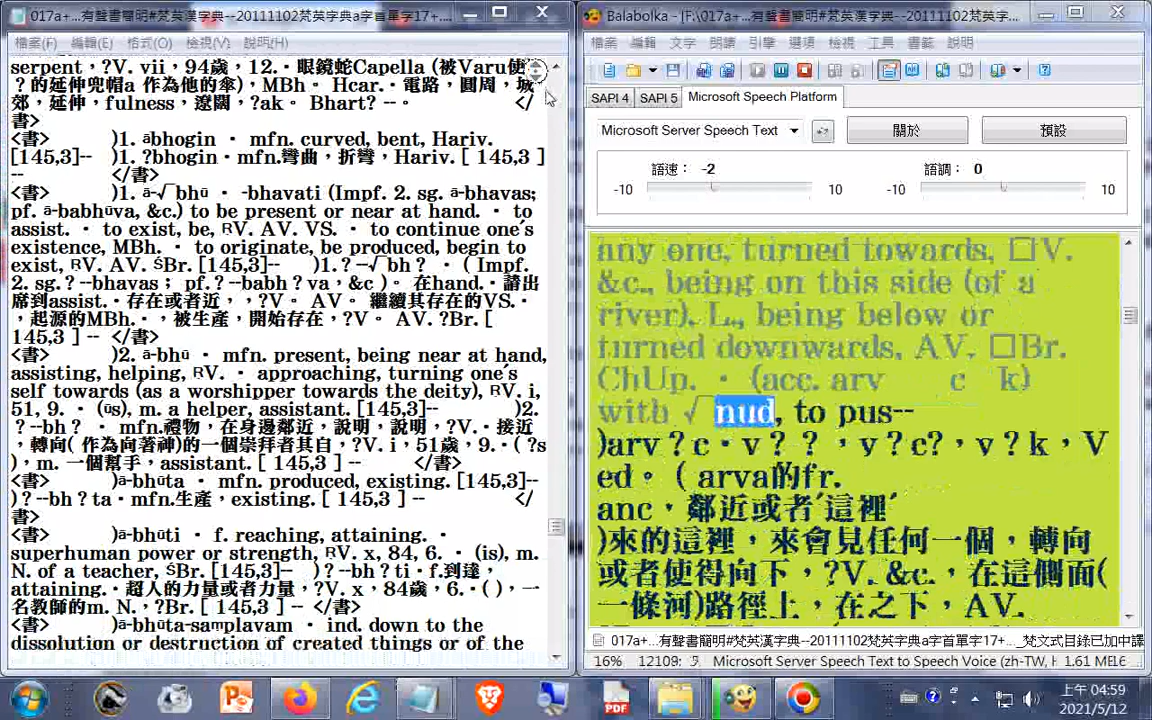 017a+...有聲書簡明#梵英漢字典--20111102梵英字典a字首單字17+...
檔案(F) 編輯(E) 格式(O) 檢視(V) 說明(H)
serpent, ?V. vii, 94歲, 12.‧眼鏡蛇Capella (被Varu使
?的延伸兜帽a 作為他的傘), MBh。 Hcar.‧電路,圓周,城
郊,延伸, fulness, 遼闊, ?ak。 Bhart? --。 </
書>
<書> )1. ābhogin ‧ mfn. curved, bent, Hariv.
[145,3]-- )1. ?bhogin‧mfn.彎曲,折彎, Hariv. [ 145,3 ]
-- </書>
<書> )1. ā-√bhū ‧ -bhavati (Impf. 2. sg. ā-bhavas;
pf. ā-babhūva, &c.) to be present or near at hand. ‧ to
assist. ‧ to exist, be, RV. AV. VS. ‧ to continue one's
existence, MBh. ‧ to originate, be produced, begin to
exist, RV. AV. ŚBr. [145,3]-- )1.?--√bh? ‧ ( Impf.
2. sg.?--bhavas; pf.?--babh?va, &c )。 在hand.‧請出
席到assist.‧存在或者近,,?V。 AV。 繼續其存在的VS.‧
,起源的MBh.‧,被生產,開始存在,?V。 AV. ?Br. [
145,3 ]-- </書>
<書> )2. ā-bhū ‧ mfn. present, being near at hand,
assisting, helping, RV. ‧ approaching, turning one's
self towards (as a worshipper towards the deity), RV. i,
51, 9. ‧ (ūs), m. a helper, assistant. [145,3]-- )2.
?--bh? ‧ mfn.禮物,在身邊鄰近,說明,說明,?V.‧接近
,轉向( 作為向著神)的一個崇拜者其自,?V. i,51歲,9.‧( ?s
), m. 一個幫手,assistant. [ 145,3 ]-- </書>
<書> )ā-bhūta ‧ mfn. produced, existing. [145,3]--
)?--bh?ta‧mfn.生產,existing. [ 145,3 ] -- </
書>
<書> )ā-bhūti ‧ f. reaching, attaining. ‧
superhuman power or strength, RV. x, 84, 6. ‧ (is), m.
N. of a teacher, ŚBr. [145,3]-- )?--bh?ti‧f.到達,
attaining.‧超人的力量或者力量,?V. x,84歲,6.‧( ),一
名教師的m. N.,?Br. [ 145,3 ]-- </書>
<書> )ā-bhūta-samplavam ‧ ind. down to the
dissolution or destruction of created things or of the
Balabolka - [F:\017a+...有聲書簡明#梵英漢字典--20111102梵英字...
檔案 編輯 文字 朗讀 引擎 選項 檢視 工具 書籤 說明
SAPI 4 SAPI 5 Microsoft Speech Platform
Microsoft Server Speech Text 關於 預設
語速: -2 語調: 0
-10 10 -10 10
any one, turned towards, □V.
&c., being on this side (of a
river). L., being below or
turned downwards, AV. □Br.
ChUp. ‧ (acc. arv c k)
with √ nud, to pus--
)arv?c‧v??,y?c?,v?k,V
ed。( arva的fr.
anc,鄰近或者'這裡'
)來的這裡,來會見任何一個,轉向
或者使得向下,?V. &c.,在這側面(
一條河)路徑上,在之下,AV.
017a+...有聲書簡明#梵英漢字典--20111102梵英字典a字首單字17+..._梵文式目錄已加中譯
16% 12109: Microsoft Server Speech Text to Speech Voice (zh-TW, H 1.61 МБ
上午 04:59
2021/5/12